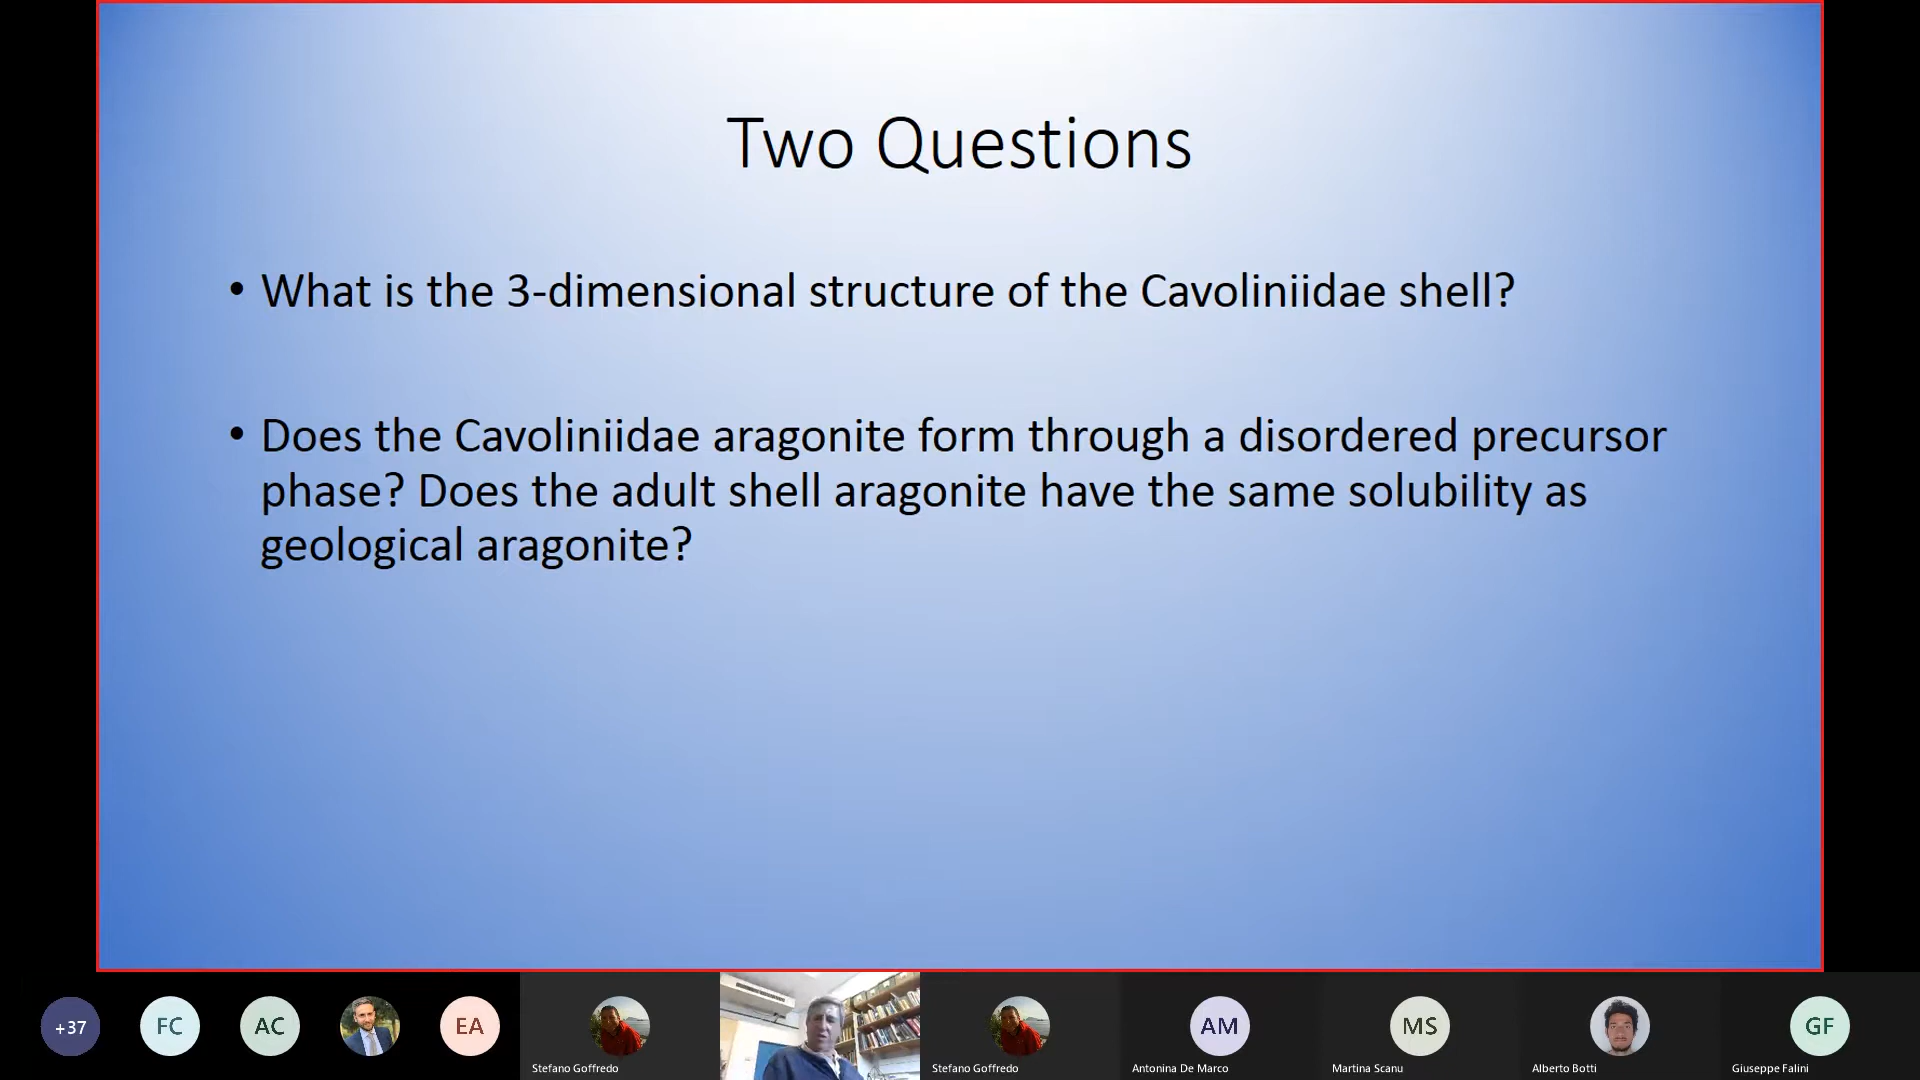 Two Questions
• What is the 3-dimensional structure of the Cavoliniidae shell?
• Does the Cavoliniidae aragonite form through a disordered precursor
phase? Does the adult shell aragonite have the same solubility as
geological aragonite?
+37
FC
AC
EA
Stefano Goffredo
Stefano Goffredo
AM
Antonina De Marco
MS
Martina Scanu
Alberto Botti
GF
Giuseppe Falini